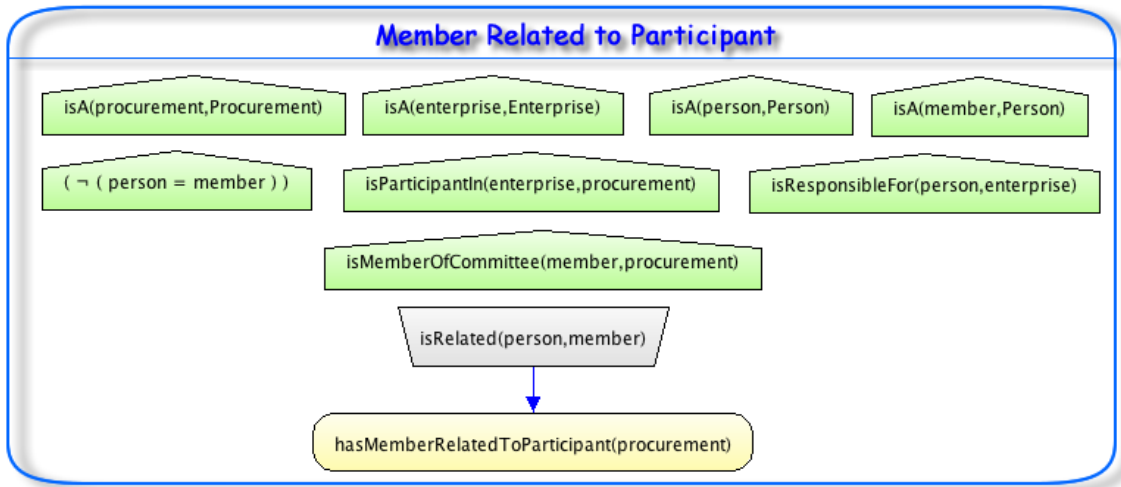 Member Related to Participant
isA(procurement,Procurement)
isA(enterprise,Enterprise)
isA(person,Person)
isA(member,Person)
( ¬ ( person = member ) )
isParticipantIn(enterprise,procurement)
isResponsibleFor(person,enterprise)
isMemberOfCommittee(member,procurement)
isRelated(person,member)
hasMemberRelatedToParticipant(procurement)